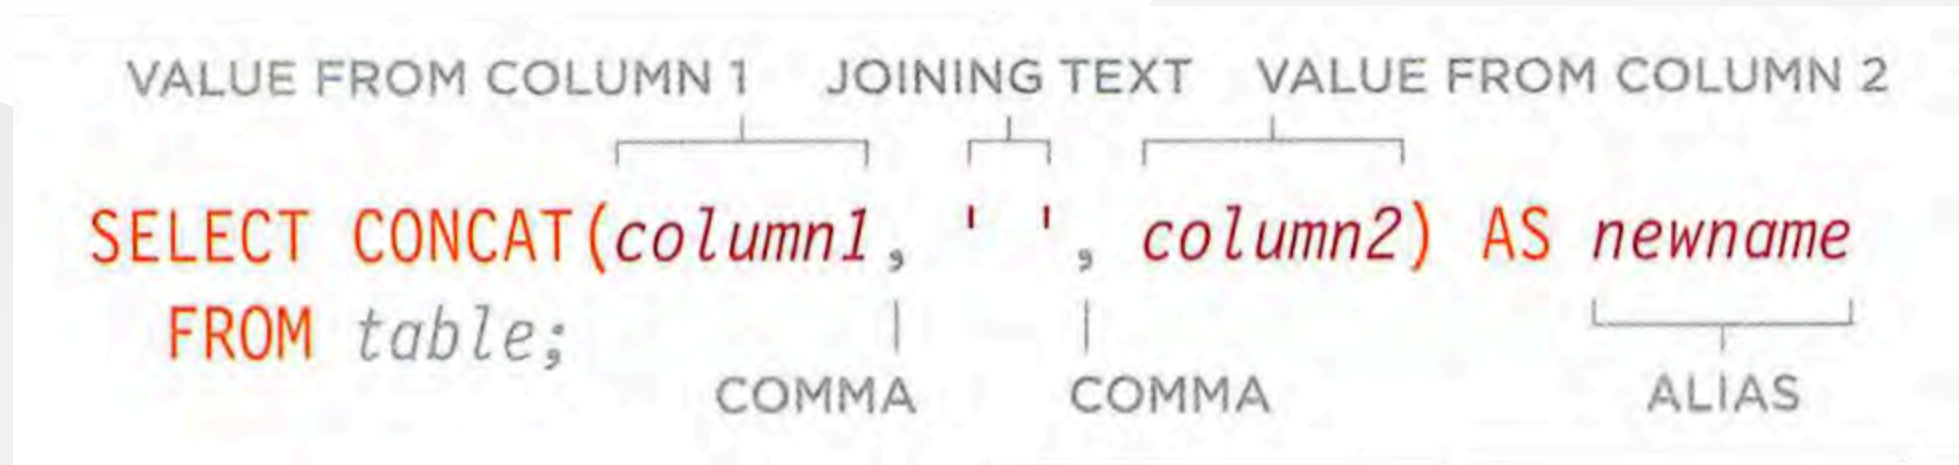 VALUE FROM COLUMN 1 JOINING TEXT VALUE FROM COLUMN 2
SELECT CONCAT(column1, ' ', column2) AS newname
FROM table;
COMMA COMMA ALIAS